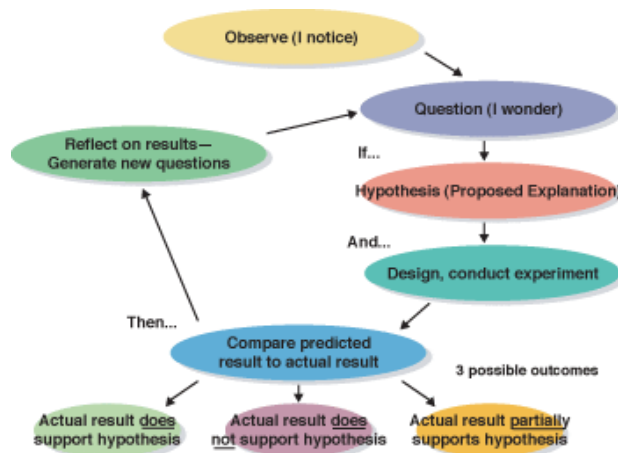 Observe (I notice)
Question (I wonder)
Reflect on results—
Generate new questions
If...
Hypothesis (Proposed Explanation)
And...
Design, conduct experiment
Then...
Compare predicted
result to actual result
3 possible outcomes
Actual result does
support hypothesis
Actual result does
not support hypothesis
Actual result partially
supports hypothesis